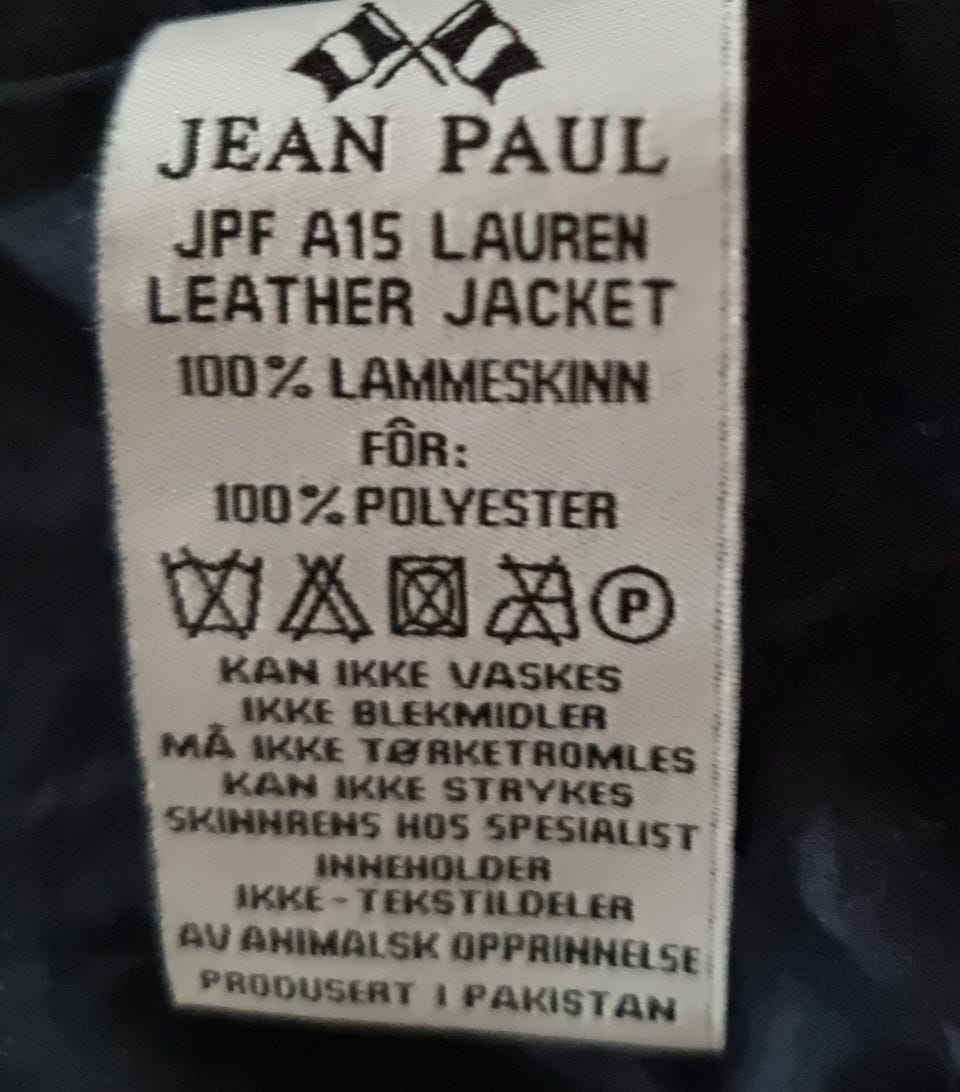 JEAN PAUL
JPF A15 LAUREN
LEATHER JACKET
100% LAMMESKINN
FÔR:
100% POLYESTER
P
KAN IKKE VASKES
IKKE BLEKMIDLER
MÅ IKKE TØRKETROMLES
KAN IKKE STRYKES
SKINNRENS HOS SPESIALIST
INNEHOLDER
IKKE-TEKSTILDELER
AV ANIMALSK OPPRINNELSE
PRODUSERT I PAKISTAN